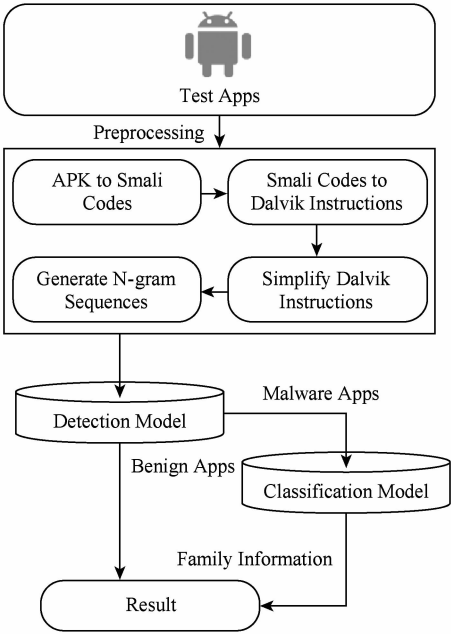 Test Apps
Preprocessing
APK to Smali
Codes
Smali Codes to
Dalvik Instructions
Generate N-gram
Sequences
Simplify Dalvik
Instructions
Malware Apps
Detection Model
Benign Apps
Classification Model
Family Information
Result